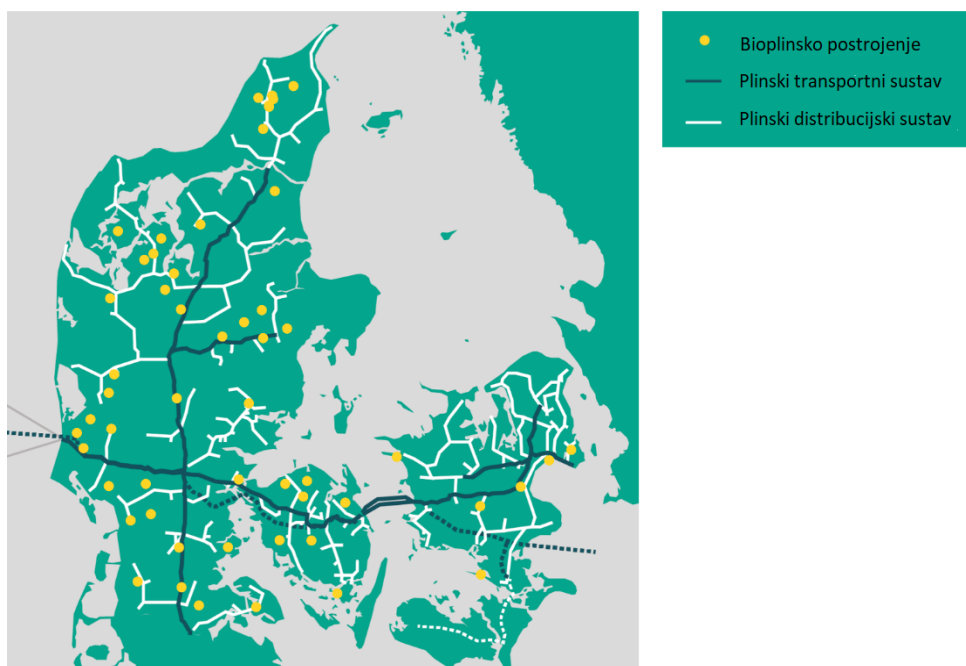 Bioplinsko postrojenje
Plinski transportni sustav
Plinski distribucijski sustav